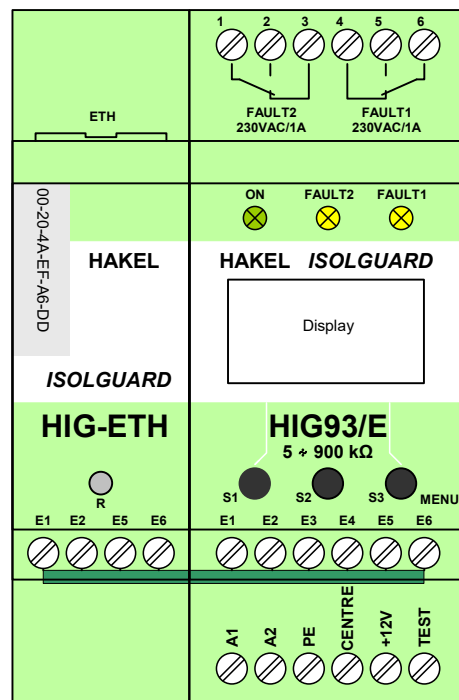 1 2 3 4 5 6
ETH
FAULT2 FAULT1
230VAC/1A 230VAC/1A
00-20-4A-EF-A6-DD
ON FAULT2 FAULT1
HAKEL
HAKEL ISOLGUARD
Display
ISOLGUARD
HIG-ETH
HIG93/E
5 ÷ 900 kΩ
R
S1 S2 S3 MENU
E1 E2 E5 E6
E1 E2 E3 E4 E5 E6
A1 A2 PE CENTRE +12V TEST